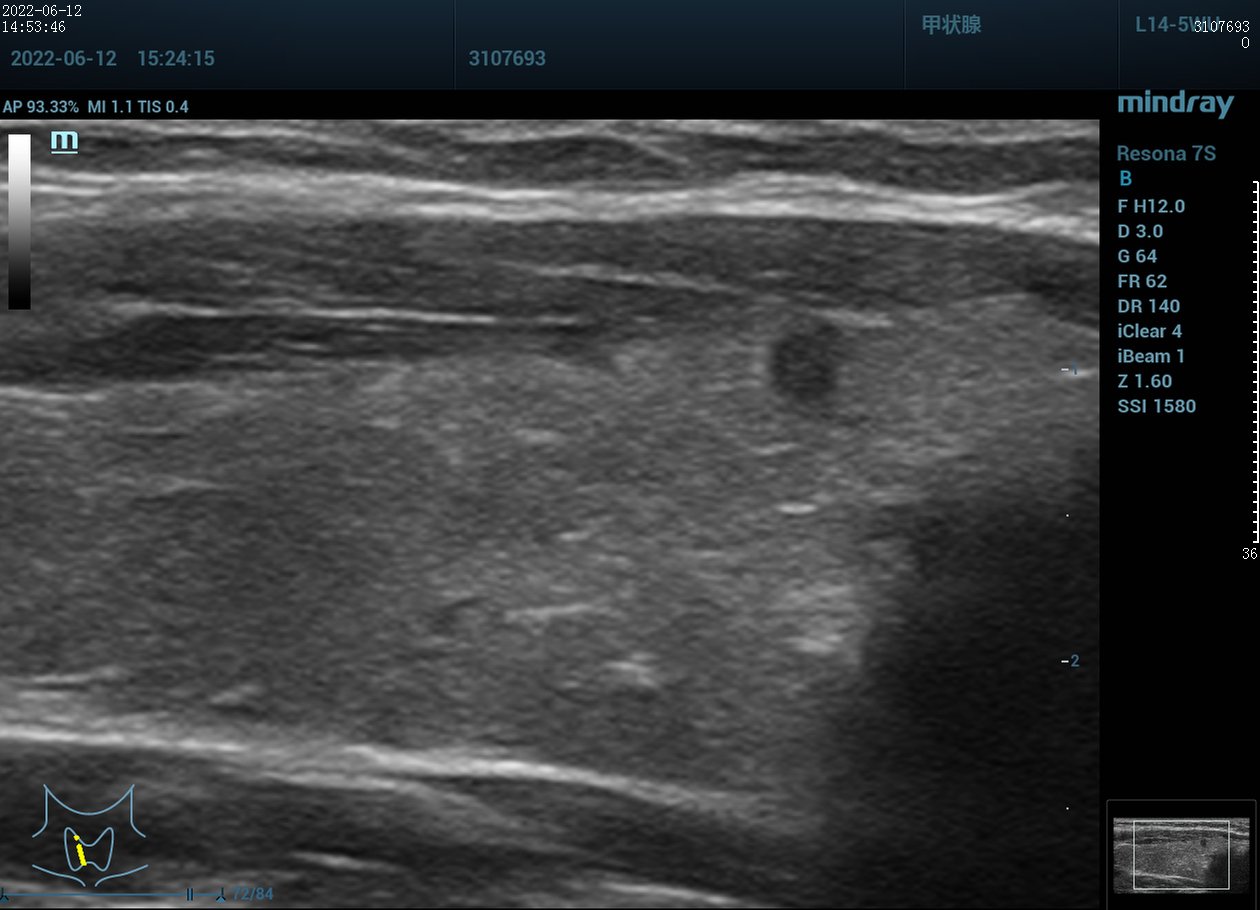 2022-06-12
14:53:46
甲状腺
L14-5WU
3107693
0
2022-06-12 15:24:15
3107693
AP 93.33% MI 1.1 TIS 0.4
mindray
m
Resona 7S
B
F H12.0
D 3.0
G 64
FR 62
DR 140
iClear 4
iBeam 1
Z 1.60
SSI 1580
1
36
2
72/84